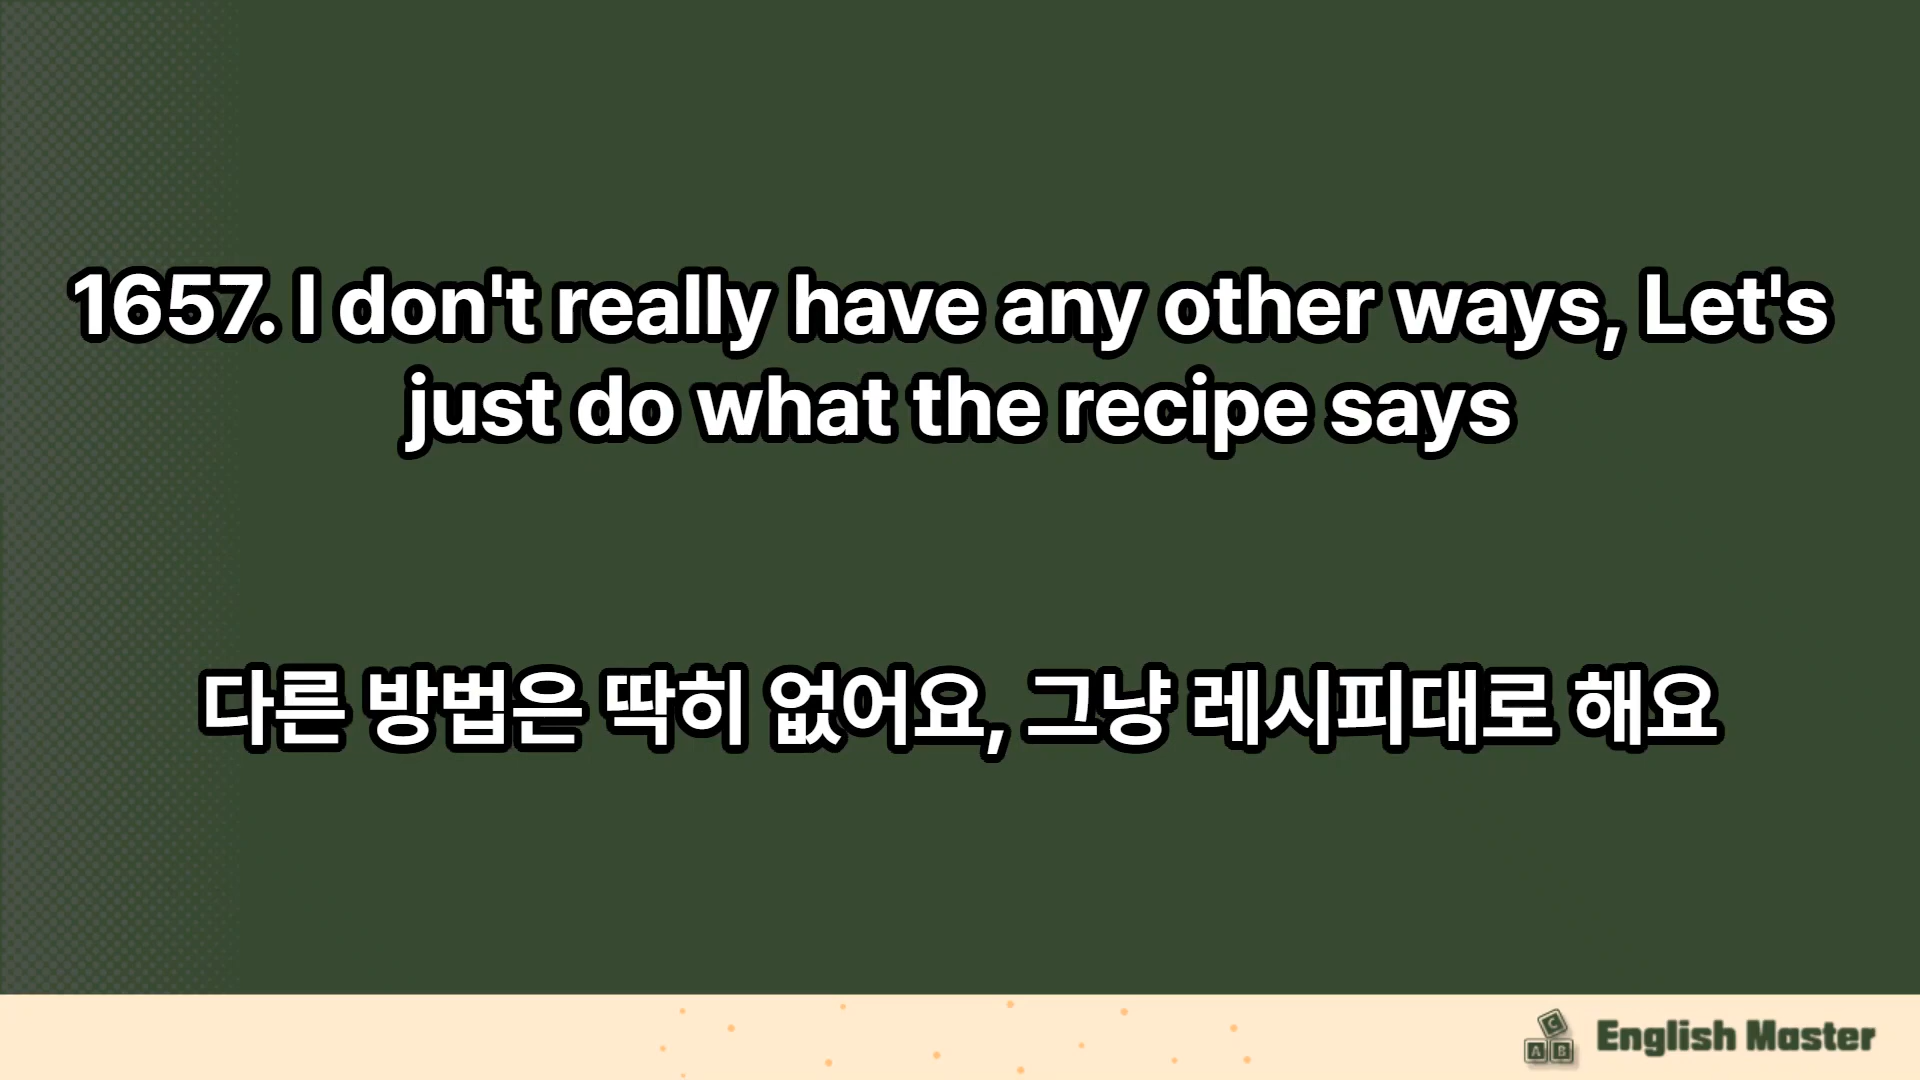 1657. I don't really have any other ways, Let's
just do what the recipe says
다른 방법은 딱히 없어요, 그냥 레시피대로 해요
C
A B
English Master